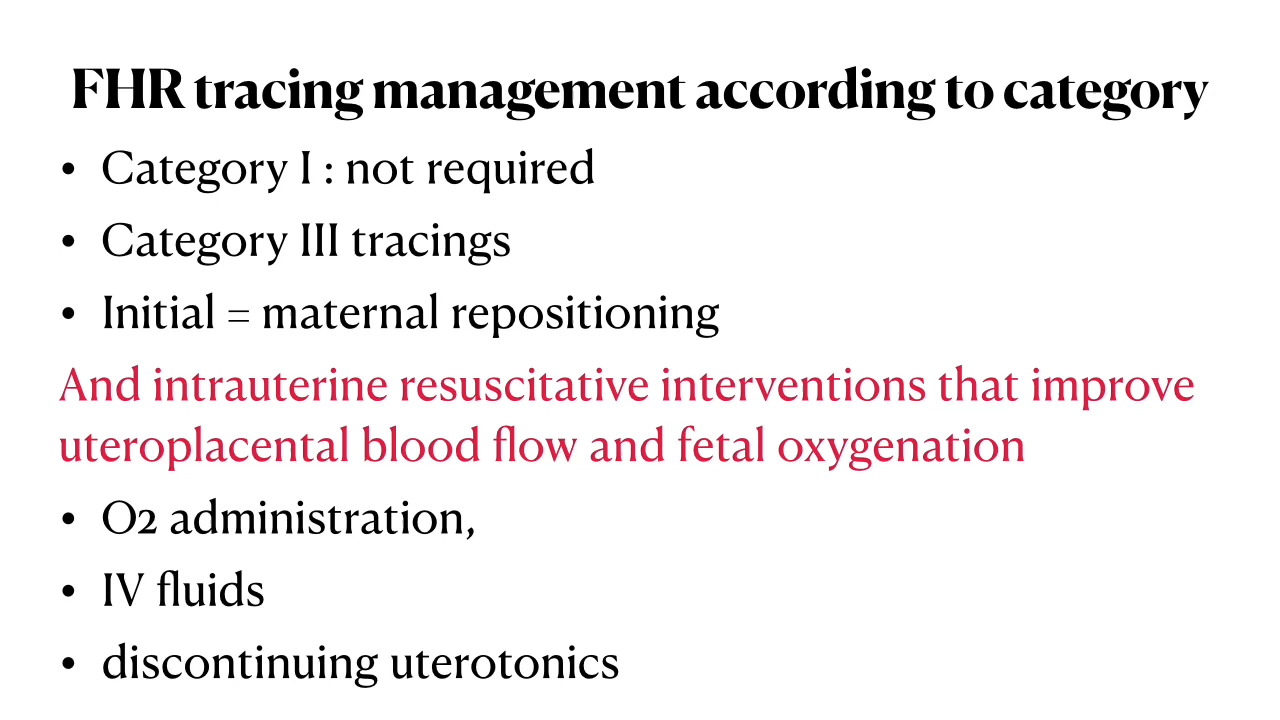 FHR tracing management according to category
• Category I : not required
• Category III tracings
• Initial = maternal repositioning
And intrauterine resuscitative interventions that improve
uteroplacental blood flow and fetal oxygenation
• O2 administration,
• IV fluids
• discontinuing uterotonics